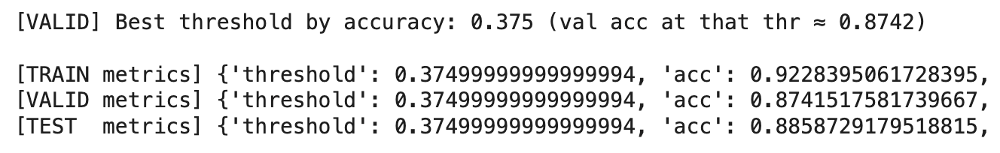 [VALID] Best threshold by accuracy: 0.375 (val acc at that thr ≈ 0.8742)
[TRAIN metrics] {'threshold': 0.37499999999999994, 'acc': 0.9228395061728395,
[VALID metrics] {'threshold': 0.37499999999999994, 'acc': 0.8741517581739667,
[TEST  metrics] {'threshold': 0.37499999999999994, 'acc': 0.8858729179518815,